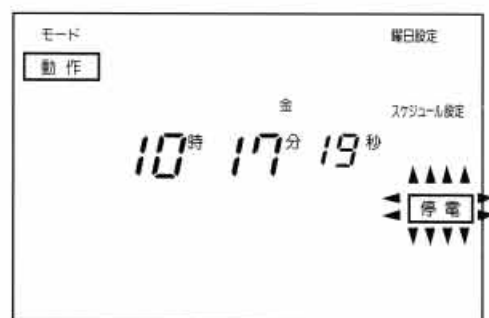 モード
曜日設定
動作
金
スケジュール設定
10時 17分 19秒
停電